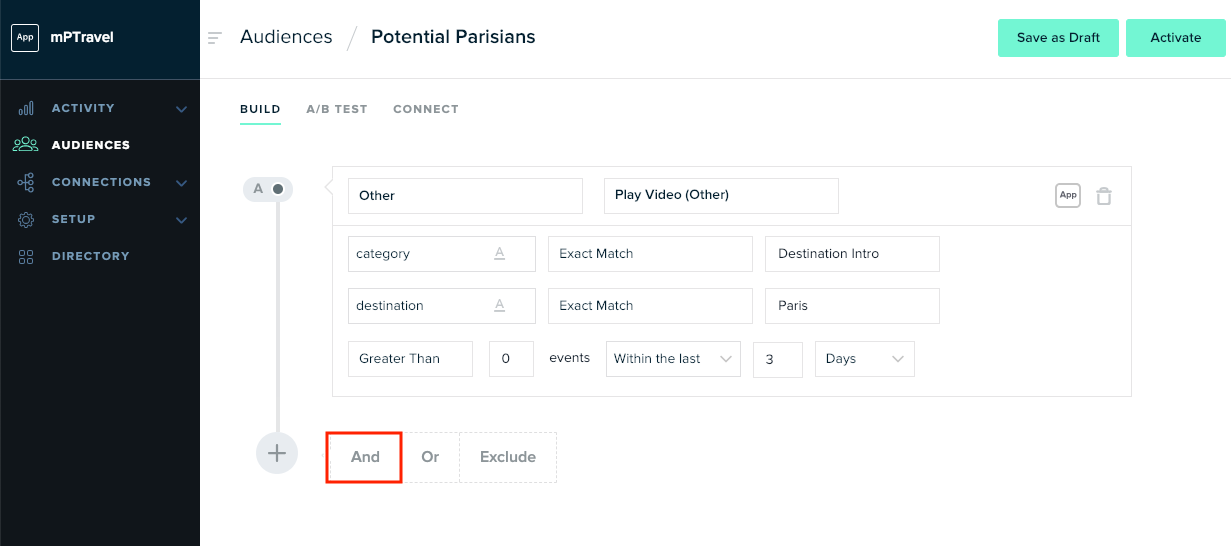 App mPTravel
Audiences / Potential Parisians
Save as Draft
Activate
ACTIVITY
AUDIENCES
CONNECTIONS
SETUP
DIRECTORY
BUILD A/B TEST CONNECT
A
Other Play Video (Other) App
category A Exact Match Destination Intro
destination A Exact Match Paris
Greater Than 0 events Within the last 3 Days
And Or Exclude